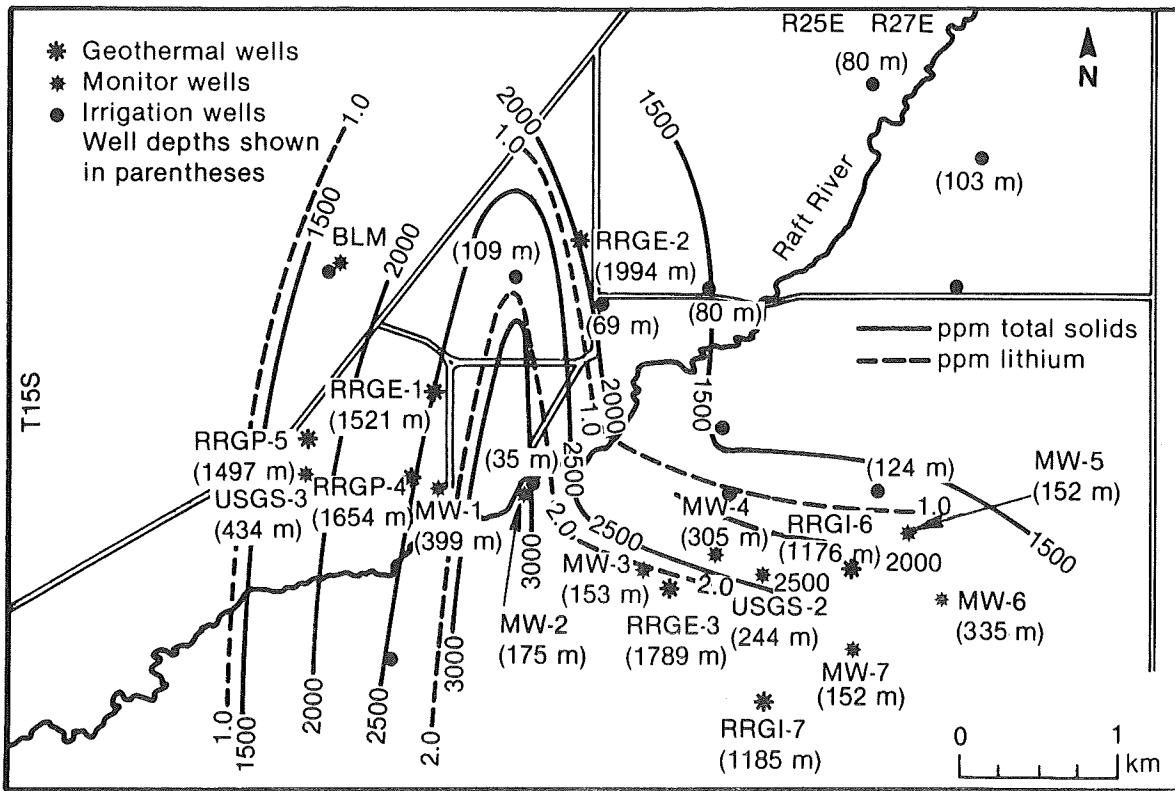 Geothermal wells
Monitor wells
Irrigation wells
Well depths shown
in parentheses
R25E R27E
(80 m)
N
(103 m)
Raft River
1.0
1500
2000
1.0
1500
BLM
2000
(109 m)
RRGE-2
(1994 m)
(69 m)
(80 m)
ppm total solids
ppm lithium
T15S
RRGE-1
(1521 m)
2000
1.0
1500
RRGP-5
(1497 m)
USGS-3
(434 m)
RRGP-4
(1654 m)
MW-1
(399 m)
(35 m)
2500
2.0
2500
3000
MW-4
(305 m)
(124 m)
RRGI-6
(1176 m)
1.0
2000
MW-5
(152 m)
1500
MW-3
(153 m)
2.0
2500
USGS-2
(244 m)
RRGE-3
(1789 m)
MW-2
(175 m)
MW-6
(335 m)
MW-7
(152 m)
RRGI-7
(1185 m)
1.0
1500
2000
2500
2.0
3000
0 1
km